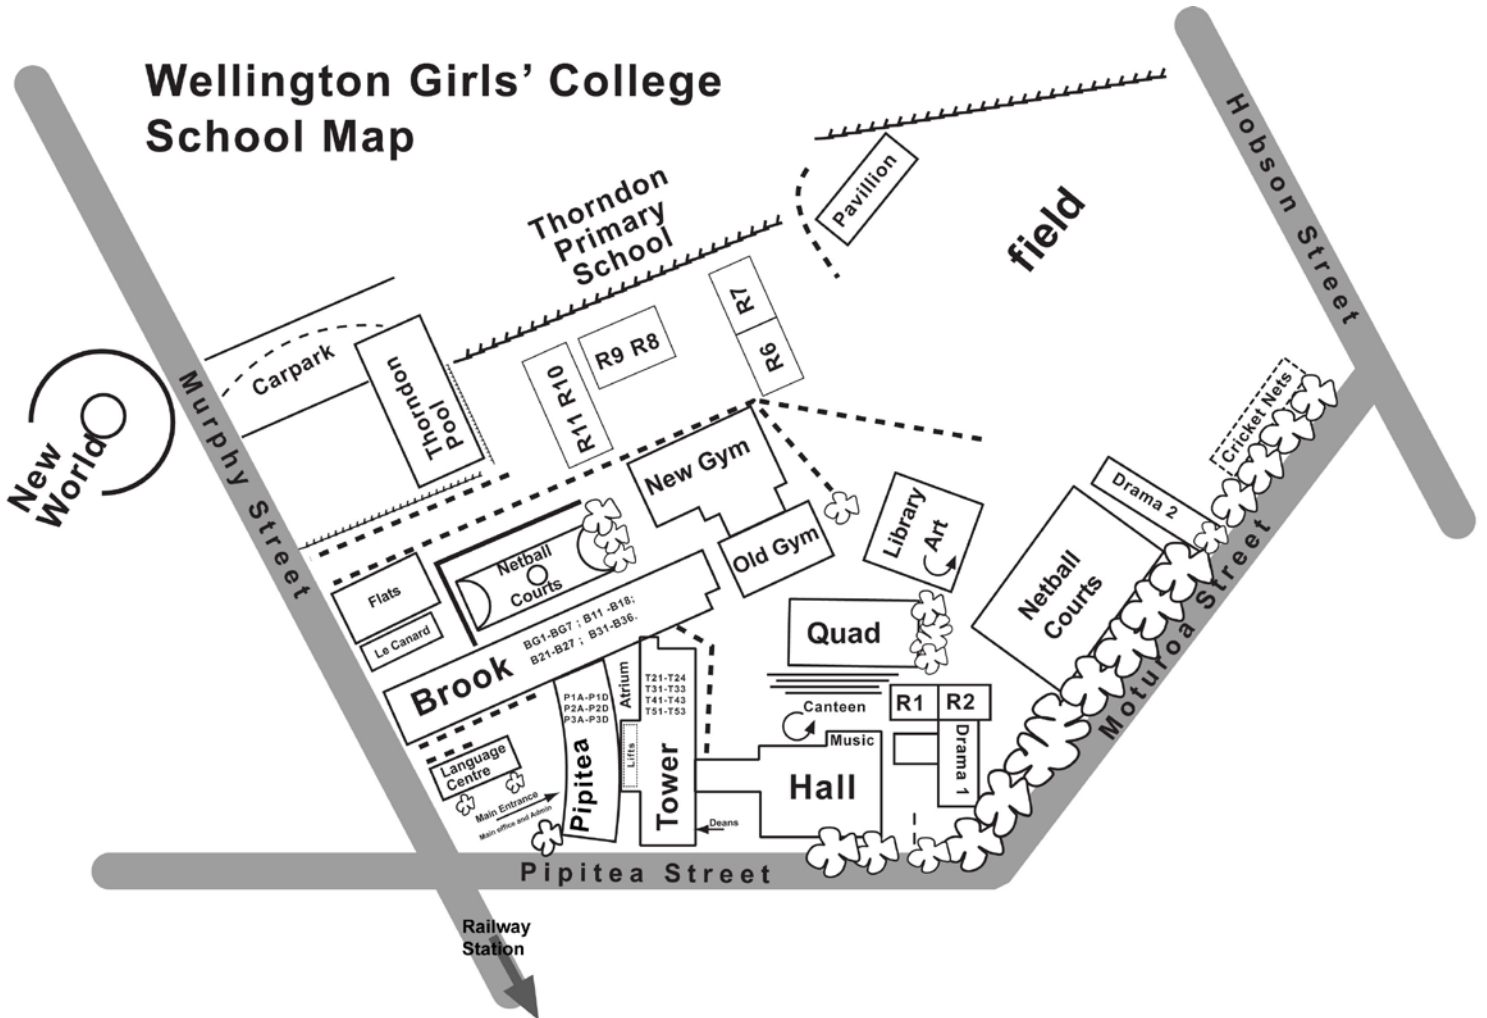 Wellington Girls' College
School Map
Hobson Street
Pavillion
field
Thorndon
Primary
School
R7
R6
R9 R8
R11 R10
Carpark
Thorndon
Pool
New
World
Murphy Street
Cricket Nets
Drama 2
New Gym
Old Gym
Library
Art
Netball
Courts
Netball
Courts
Flats
Le Canard
Quad
Moturoa Street
Brook
BG1-BG7 ; B11 -B18;
B21-B27 ; B31-B36.
Atrium
T21-T24
T31-T33
T41-T43
T51-T53
P1A-P1D
P2A-P2D
P3A-P3D
Canteen
R1
R2
Music
Drama 1
Language
Centre
Lifts
Pipitea
Tower
Hall
Main Entrance
Main office and Admin
Deans
Pipitea Street
Railway
Station